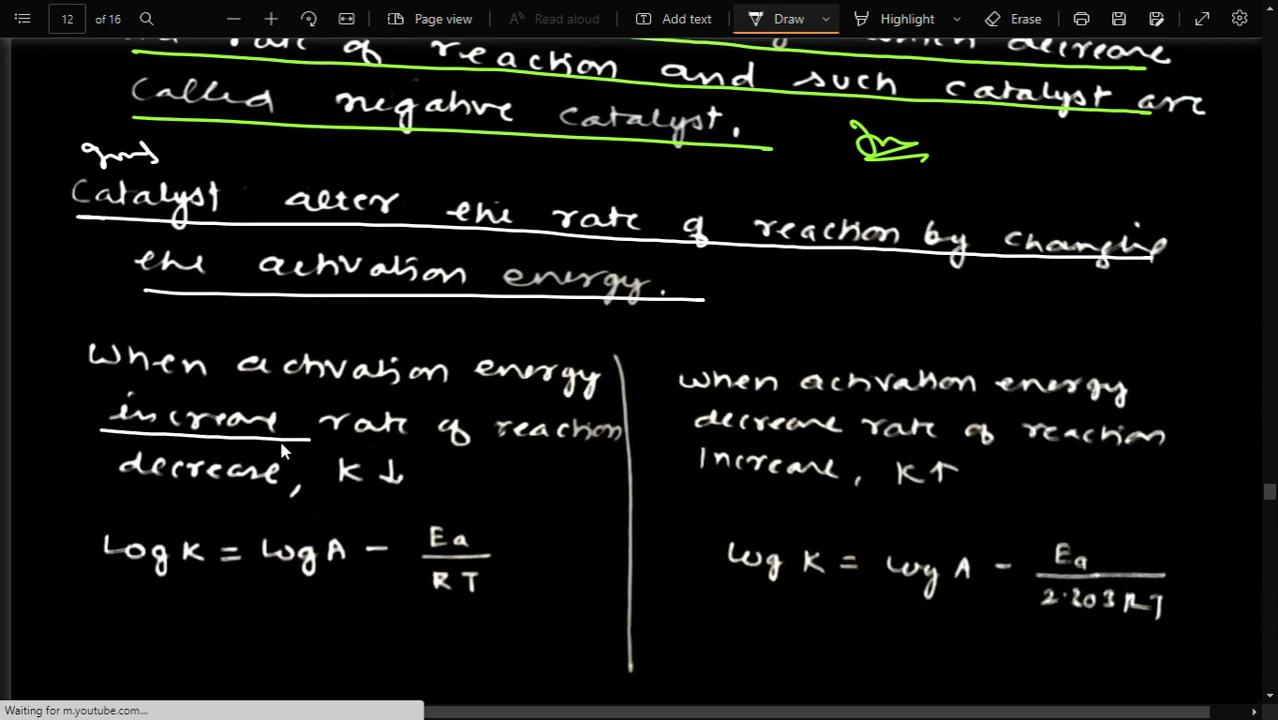 12 of 16 Page view Read aloud Add text Draw Highlight Erase
rate of reaction and such catalyst are
which decrease
called negative catalyst.
Catalyst alter the rate of reaction by changing
the activation energy.
When activation energy
increase rate of reaction
decrease, K ↓
Log K = log A - Ea / RT
When activation energy
decrease rate of reaction
Increase, K ↑
log K = log A - Ea / 2.303 RT
Waiting for m.youtube.com...